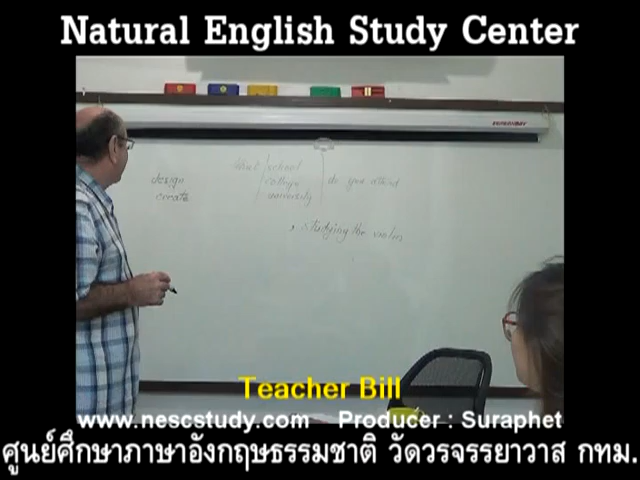 Natural English Study Center
design
create
school
college
university
do you attend
studying the violin
Teacher Bill
www.nescstudy.com Producer : Suraphet
ศูนย์ศึกษาภาษาอังกฤษธรรมชาติ วัดวรจรรยาวาส กทม.